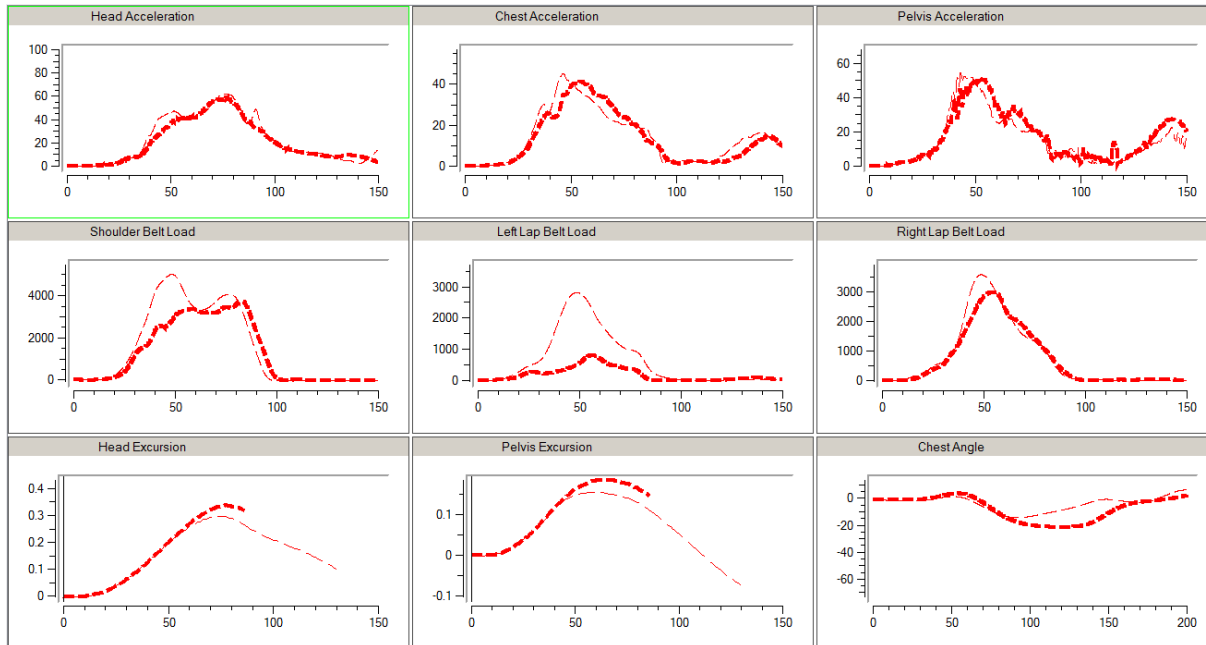 Head Acceleration
100
80
60
40
20
0
0 50 100 150
Chest Acceleration
40
20
0
0 50 100 150
Pelvis Acceleration
60
40
20
0
0 50 100 150
Shoulder Belt Load
4000
2000
0
0 50 100 150
Left Lap Belt Load
3000
2000
1000
0
0 50 100 150
Right Lap Belt Load
3000
2000
1000
0
0 50 100 150
Head Excursion
0.4
0.3
0.2
0.1
0
0 50 100 150
Pelvis Excursion
0.1
0
-0.1
0 50 100 150
Chest Angle
0
-20
-40
-60
0 50 100 150 200